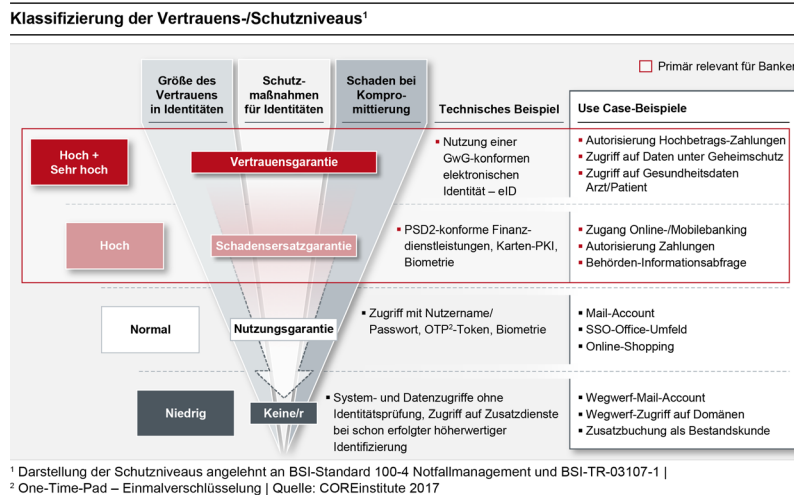 Klassifizierung der Vertrauens-/Schutzniveaus¹
Primär relevant für Banken
Größe des
Vertrauens
in Identitäten
Schutz-
maßnahmen
für Identitäten
Schaden bei
Kompro-
mittierung
Technisches Beispiel
Use Case-Beispiele
Hoch +
Sehr hoch
Vertrauensgarantie
▪ Nutzung einer
GwG-konformen
elektronischen
Identität – eID
▪ Autorisierung Hochbetrags-Zahlungen
▪ Zugriff auf Daten unter Geheimschutz
▪ Zugriff auf Gesundheitsdaten
Arzt/Patient
Hoch
Schadensersatzgarantie
▪ PSD2-konforme Finanz-
dienstleistungen, Karten-PKI,
Biometrie
▪ Zugang Online-/Mobilebanking
▪ Autorisierung Zahlungen
▪ Behörden-Informationsabfrage
Normal
Nutzungsgarantie
▪ Zugriff mit Nutzername/
Passwort, OTP²-Token, Biometrie
▪ Mail-Account
▪ SSO-Office-Umfeld
▪ Online-Shopping
Niedrig
Keine/r
▪ System- und Datenzugriffe ohne
Identitätsprüfung, Zugriff auf Zusatzdienste
bei schon erfolgter höherwertiger
Identifizierung
▪ Wegwerf-Mail-Account
▪ Wegwerf-Zugriff auf Domänen
▪ Zusatzbuchung als Bestandskunde
¹ Darstellung der Schutzniveaus angelehnt an BSI-Standard 100-4 Notfallmanagement und BSI-TR-03107-1 |
² One-Time-Pad – Einmalverschlüsselung | Quelle: COREinstitute 2017